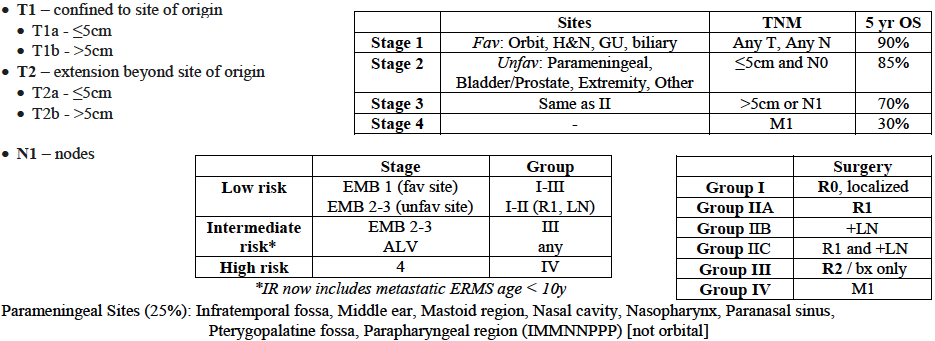 • T1 – confined to site of origin
• T1a - ≤5cm
• T1b - >5cm
• T2 – extension beyond site of origin
• T2a - ≤5cm
• T2b - >5cm
• N1 – nodes
Sites TNM 5 yr OS
Stage 1 Fav: Orbit, H&N, GU, biliary Any T, Any N 90%
Stage 2 Unfav: Parameningeal, ≤5cm and N0 85%
Bladder/Prostate, Extremity, Other
Stage 3 Same as II >5cm or N1 70%
Stage 4 - M1 30%
Stage Group
Low risk EMB 1 (fav site) I-III
EMB 2-3 (unfav site) I-II (R1, LN)
Intermediate EMB 2-3 III
risk* ALV any
High risk 4 IV
*IR now includes metastatic ERMS age < 10y
Surgery
Group I R0, localized
Group IIA R1
Group IIB +LN
Group IIC R1 and +LN
Group III R2 / bx only
Group IV M1
Parameningeal Sites (25%): Infratemporal fossa, Middle ear, Mastoid region, Nasal cavity, Nasopharynx, Paranasal sinus,
Pterygopalatine fossa, Parapharyngeal region (IMMNNPPP) [not orbital]